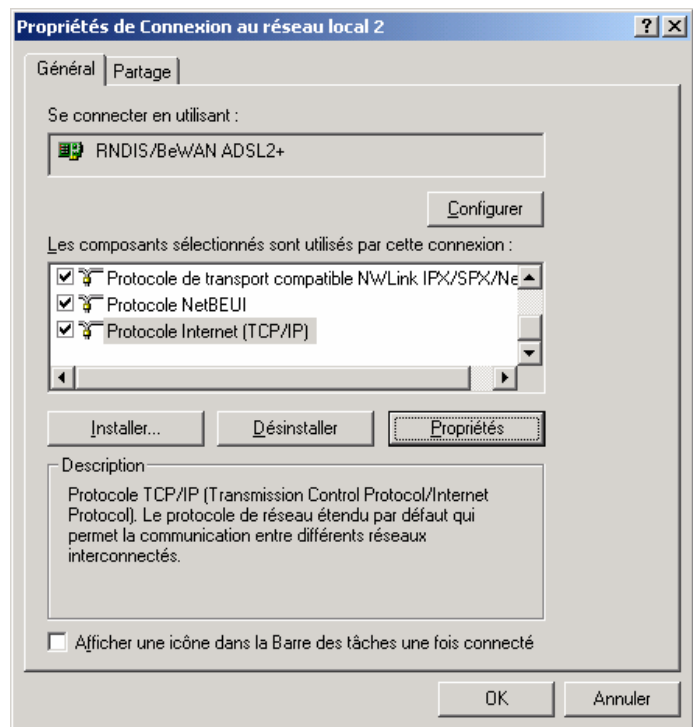 Propriétés de Connexion au réseau local 2
Général Partage
Se connecter en utilisant :
RNDIS/BeWAN ADSL2+
Configurer
Les composants sélectionnés sont utilisés par cette connexion :
Protocole de transport compatible NWLink IPX/SPX/Ne
Protocole NetBEUI
Protocole Internet (TCP/IP)
Installer... Désinstaller Propriétés
Description
Protocole TCP/IP (Transmission Control Protocol/Internet
Protocol). Le protocole de réseau étendu par défaut qui
permet la communication entre différents réseaux
interconnectés.
Afficher une icône dans la Barre des tâches une fois connecté
OK Annuler